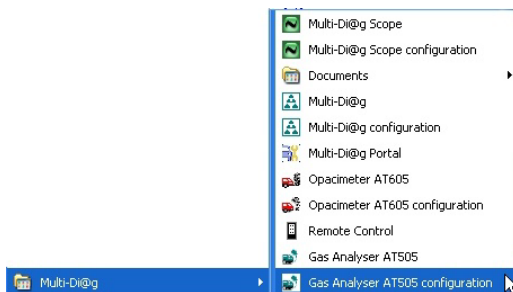 Multi-Di@g Scope
Multi-Di@g Scope configuration
Documents
Multi-Di@g
Multi-Di@g configuration
Multi-Di@g Portal
Opacimeter AT605
Opacimeter AT605 configuration
Remote Control
Gas Analyser AT505
Multi-Di@g
Gas Analyser AT505 configuration